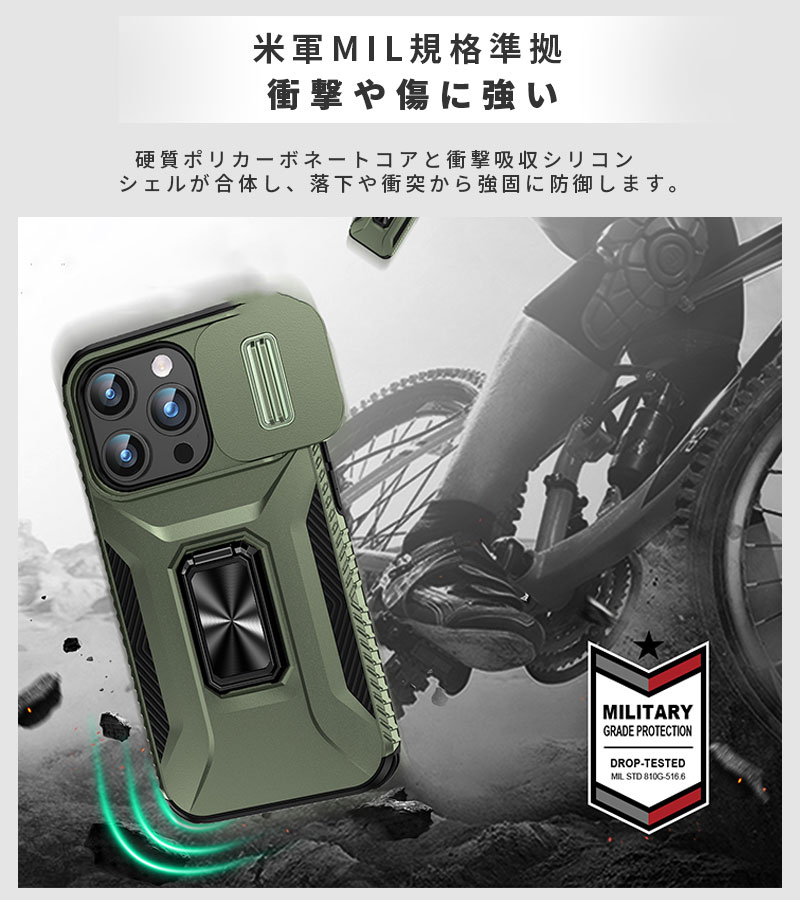 米軍MIL規格準拠
衝撃や傷に強い
硬質ポリカーボネートコアと衝撃吸収シリコン
シェルが合体し、落下や衝突から強固に防御します。
MILITARY
GRADE PROTECTION
DROP-TESTED
MIL STD 810G-516.6